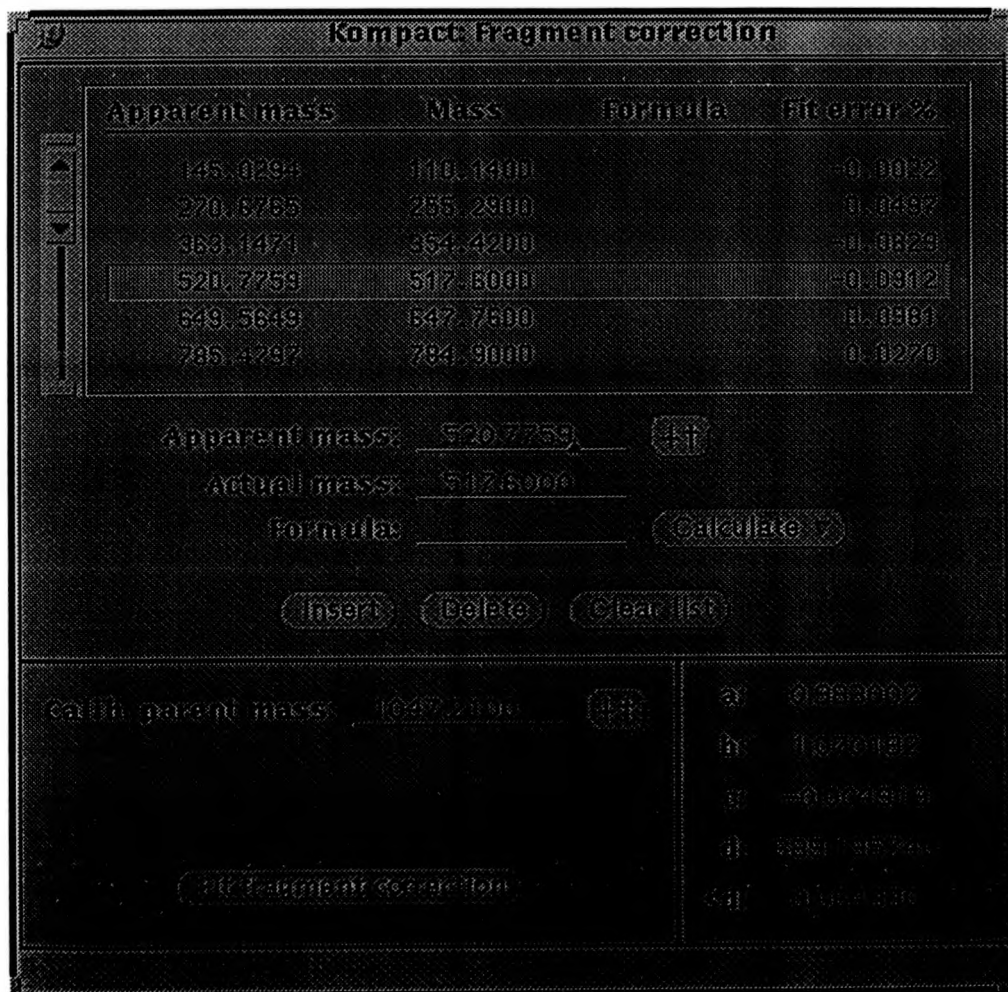 Kompact: Fragment correction
Apparent mass Mass Formula Fit error %
145.0294 110.1400 -0.0022
270.6765 255.2900 0.0497
363.1471 354.4200 -0.0829
520.7759 517.6000 -0.0912
649.5649 647.7600 0.0981
785.4797 784.9000 0.0270
Apparent mass: 520.7759
Actual mass: 517.6000
Formula: Calculate
Insert Delete Clear list
Calib. parent mass:
a:
b:
c:
d:
Fit fragment correction